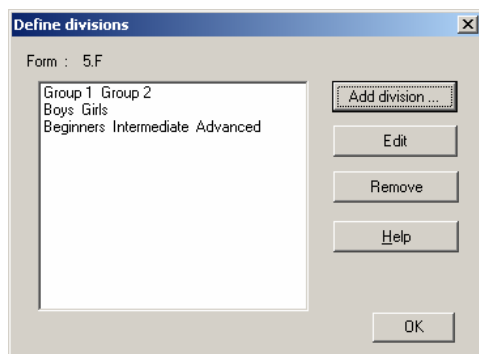 Define divisions
Form : 5.F
Group 1 Group 2
Boys Girls
Beginners Intermediate Advanced
Add division ...
Edit
Remove
Help
OK